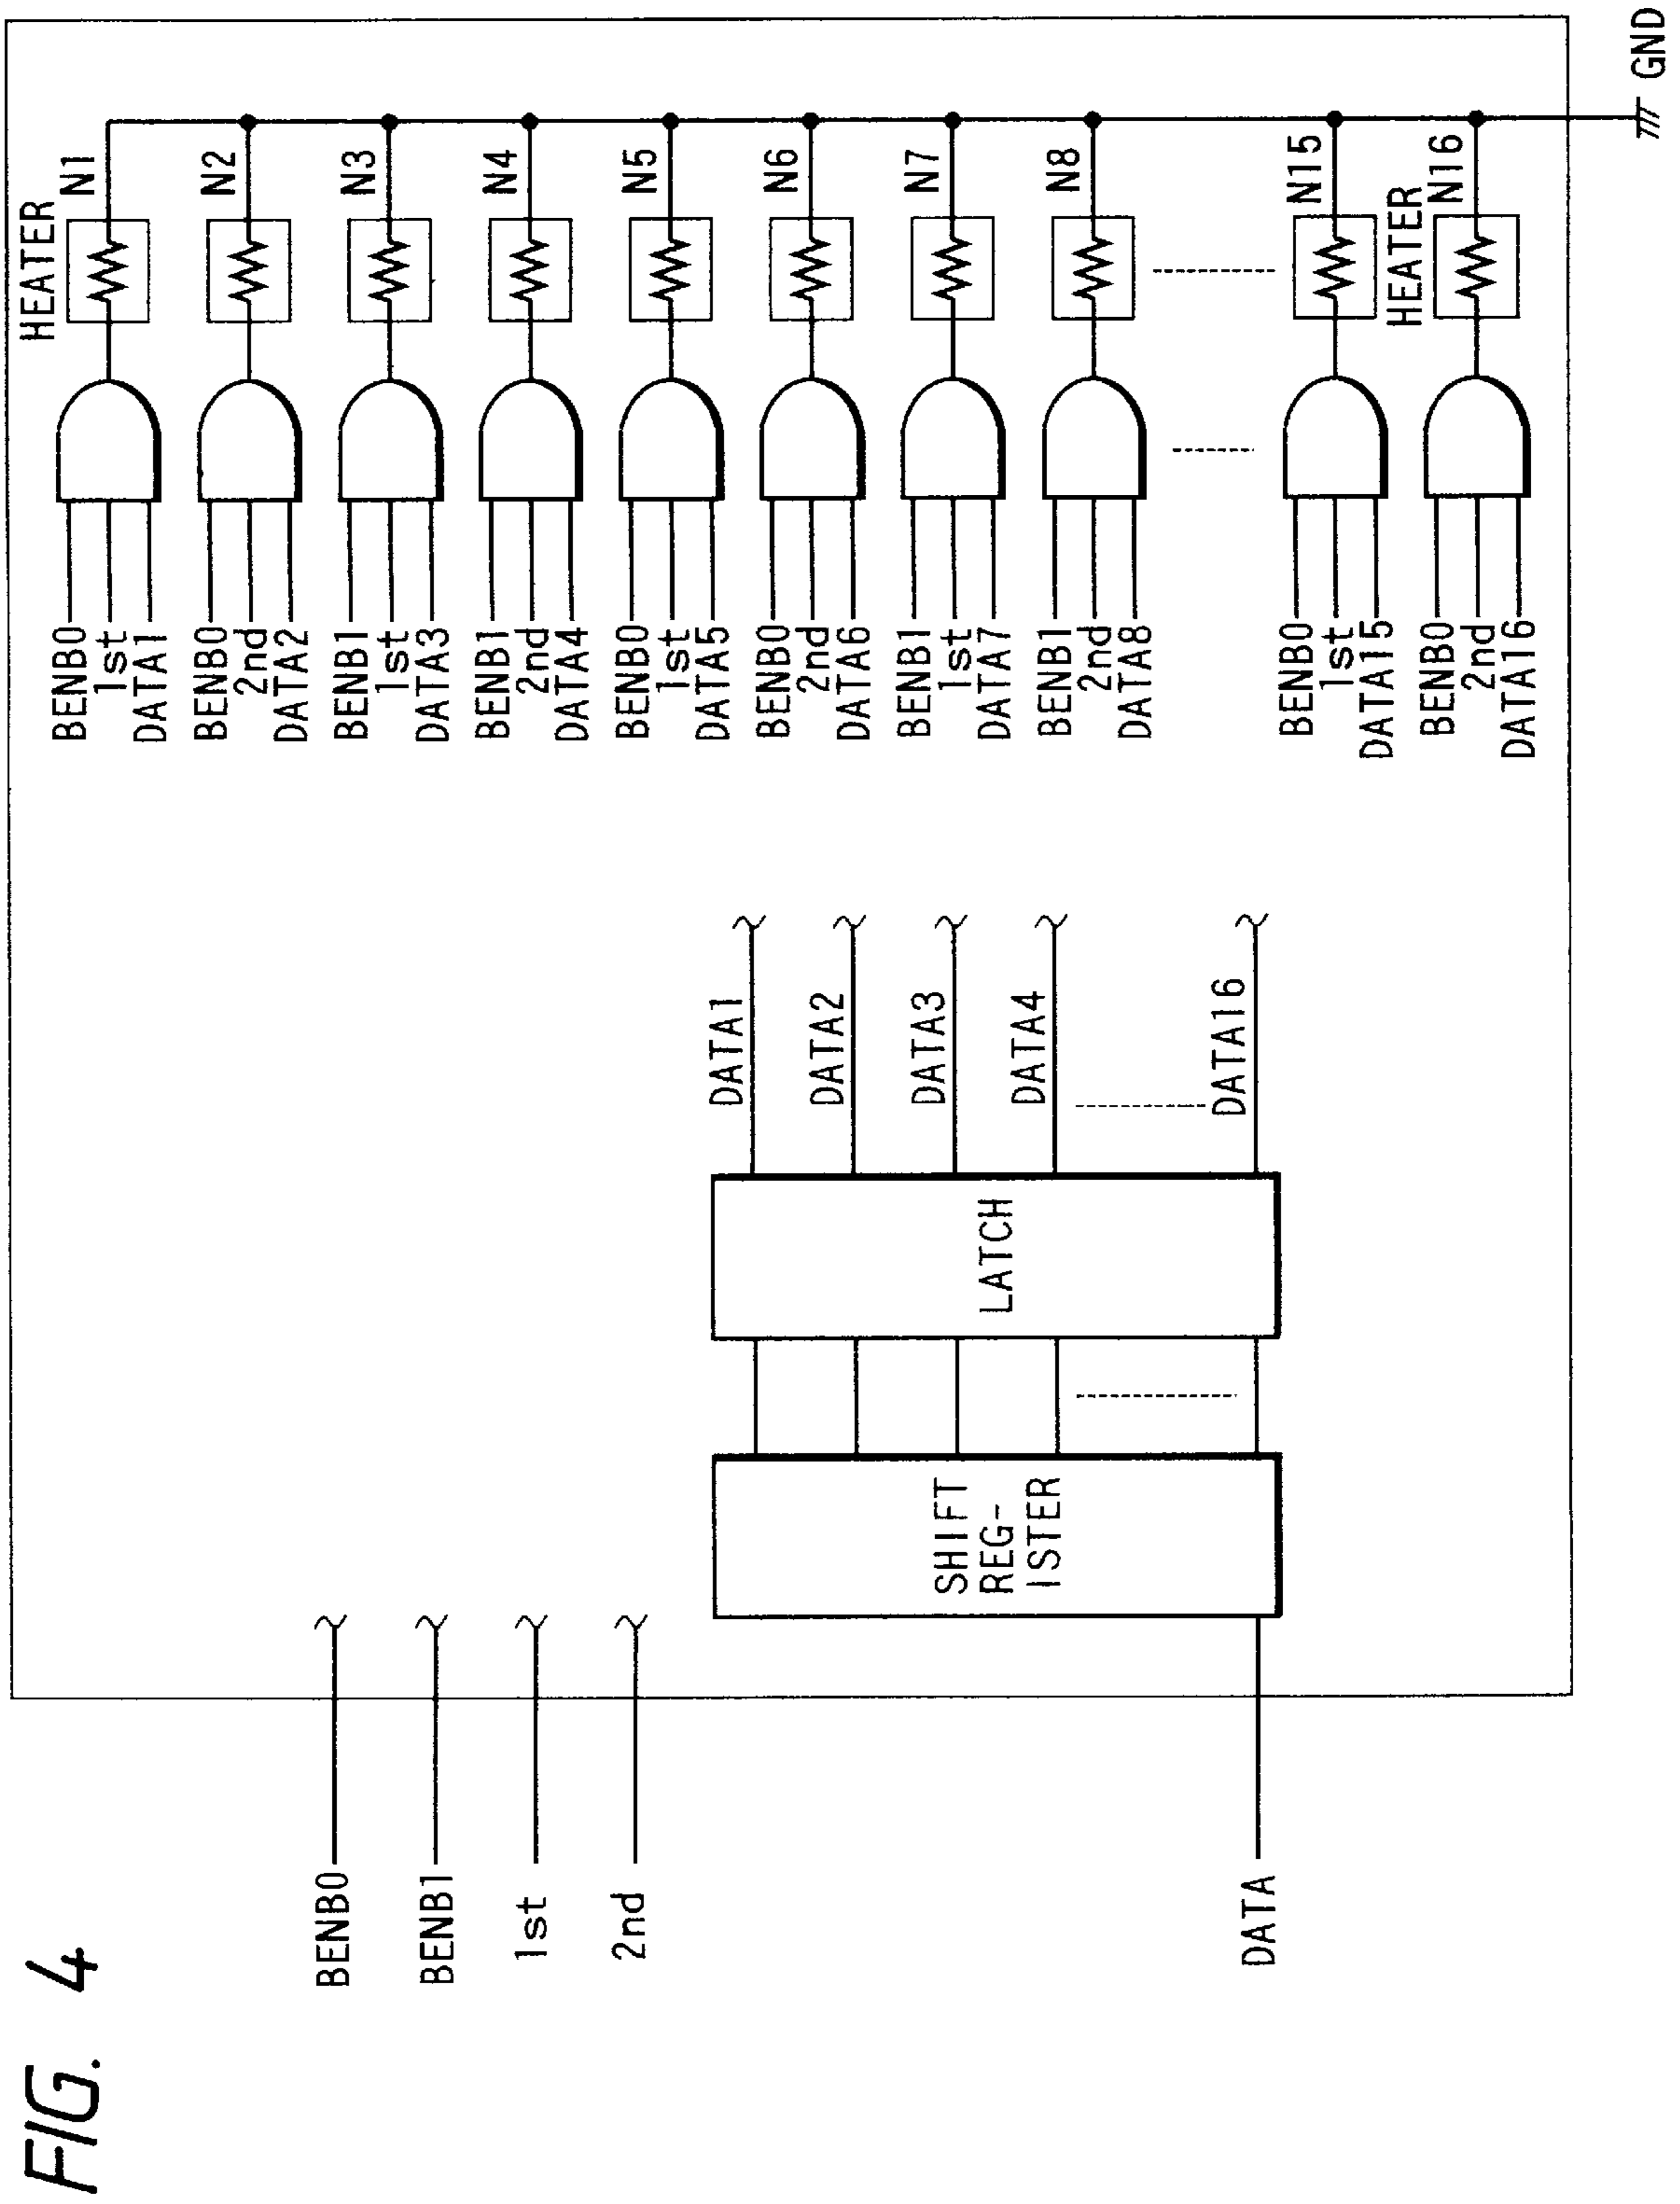 FIG. 4
BENB0
BENB1
1st
2nd
DATA
SHIFT
REG-
ISTER
LATCH
DATA1
DATA2
DATA3
DATA4
DATA16
BENB0
1st
DATA1
BENB0
2nd
DATA2
BENB1
1st
DATA3
BENB1
2nd
DATA4
BENB0
1st
DATA5
BENB0
2nd
DATA6
BENB1
1st
DATA7
BENB1
2nd
DATA8
BENB0
1st
DATA15
BENB0
2nd
DATA16
HEATER
N1
N2
N3
N4
N5
N6
N7
N8
N15
HEATER
N16
GND